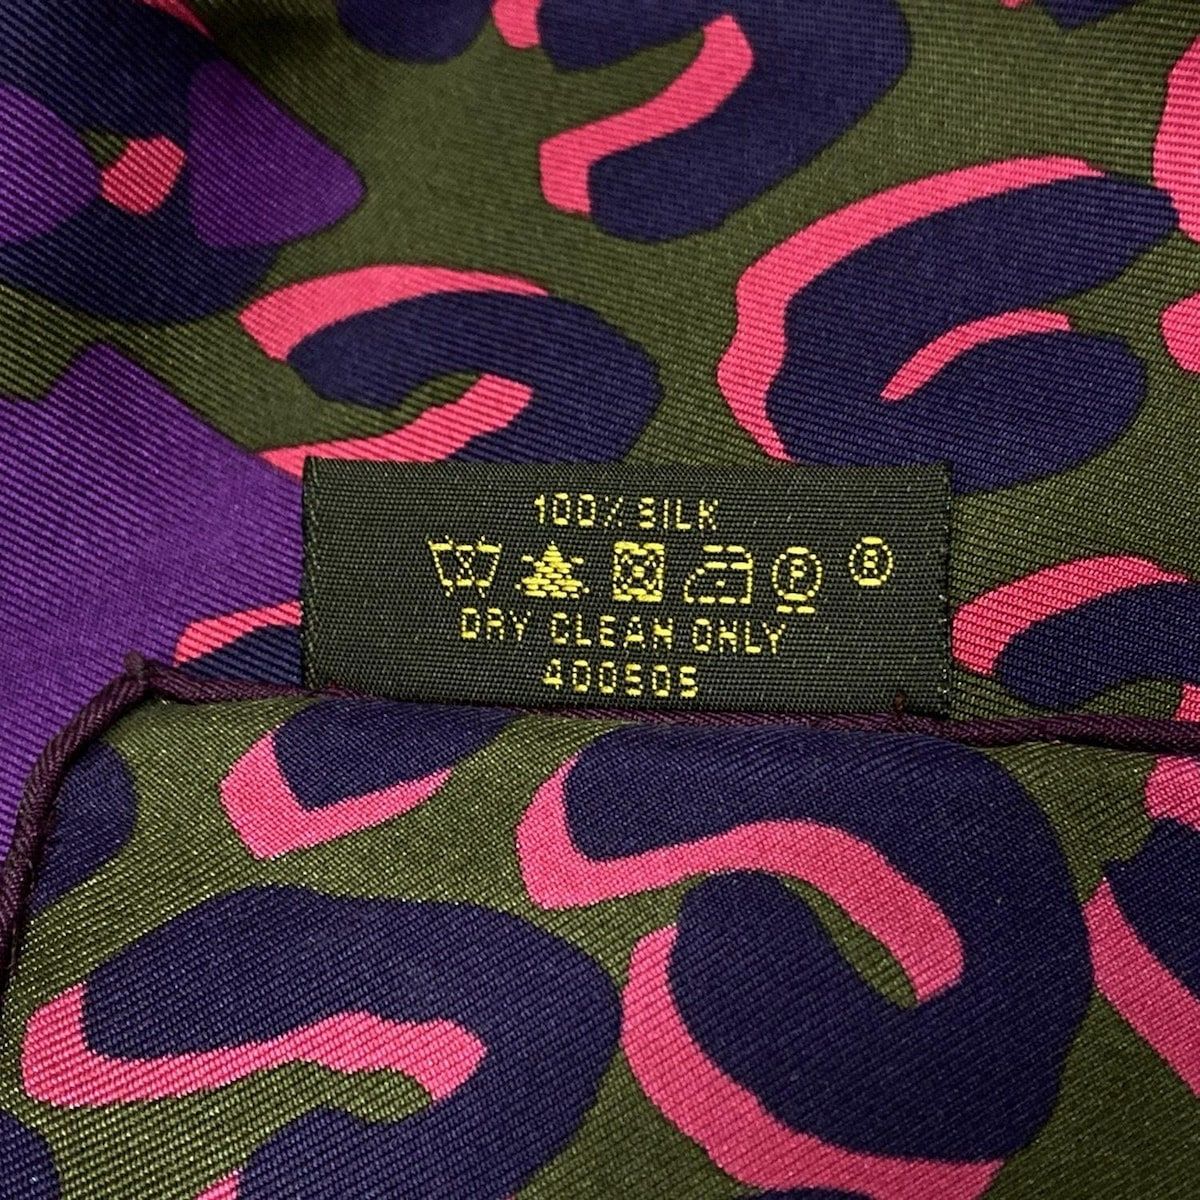 100% SILK
P A
DRY CLEAN ONLY
400505